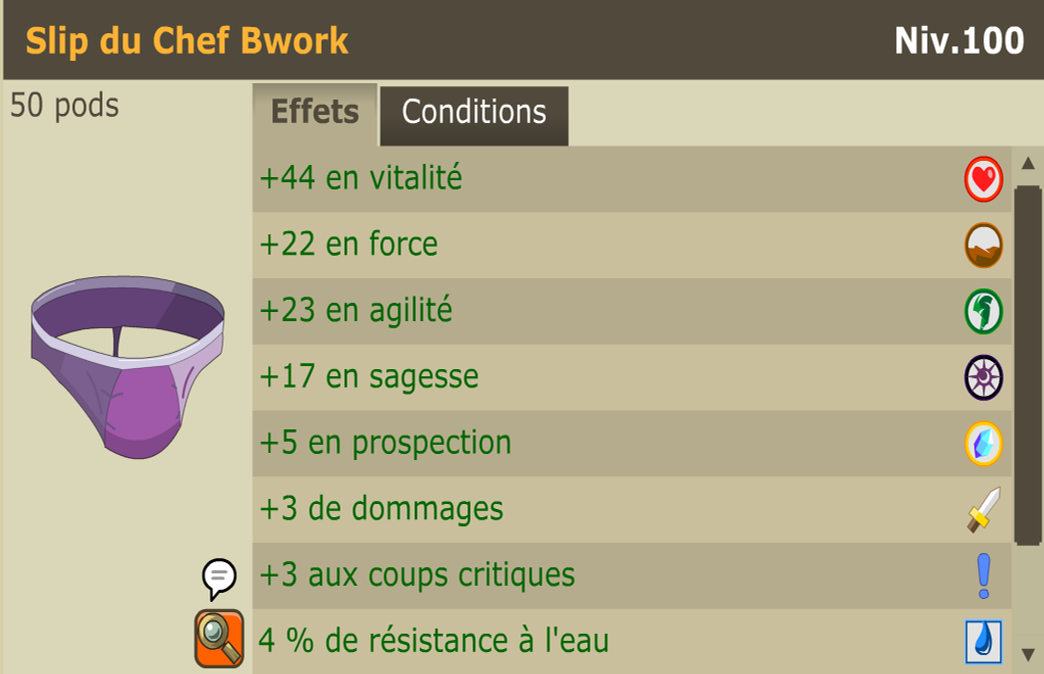 Slip du Chef Bwork
Niv.100
50 pods
Effets
Conditions
+44 en vitalité
+22 en force
+23 en agilité
+17 en sagesse
+5 en prospection
+3 de dommages
+3 aux coups critiques
4 % de résistance à l'eau